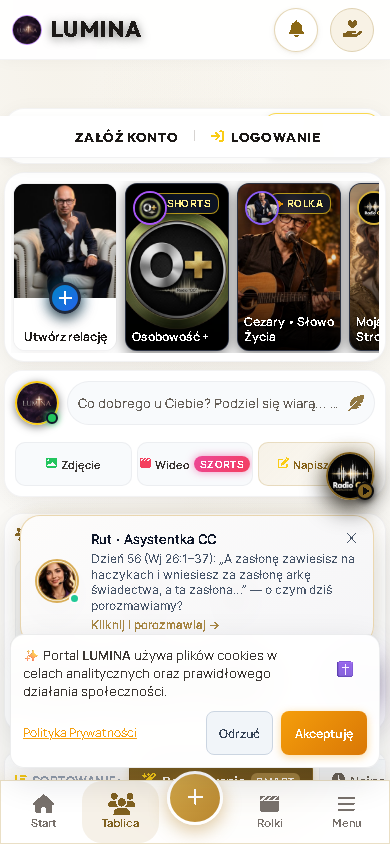 LUMINA
ZAŁÓŻ KONTO
LOGOWANIE
SHORTS
ROLKA
Utwórz relację
Osobowość +
Cezary • Słowo
Życia
Moja
Co dobrego u Ciebie? Podziel się wiarą... ...
Zdjęcie
Wideo
SZORTS
Napisz
Rut • Asystentka CC
Dzień 56 (Wj 26:1–37): „A zasłonę zawiesisz na
haczykach i wniesiesz za zasłonę arkę
świadectwa, a ta zasłona...” — o czym dziś
porozmawiamy?
Kliknij i porozmawiaj →
Portal LUMINA używa plików cookies w
celach analitycznych oraz prawidłowego
działania społeczności.
Polityka Prywatności
Odrzuć
Akceptuję
Start
Tablica
+
Rolki
Menu